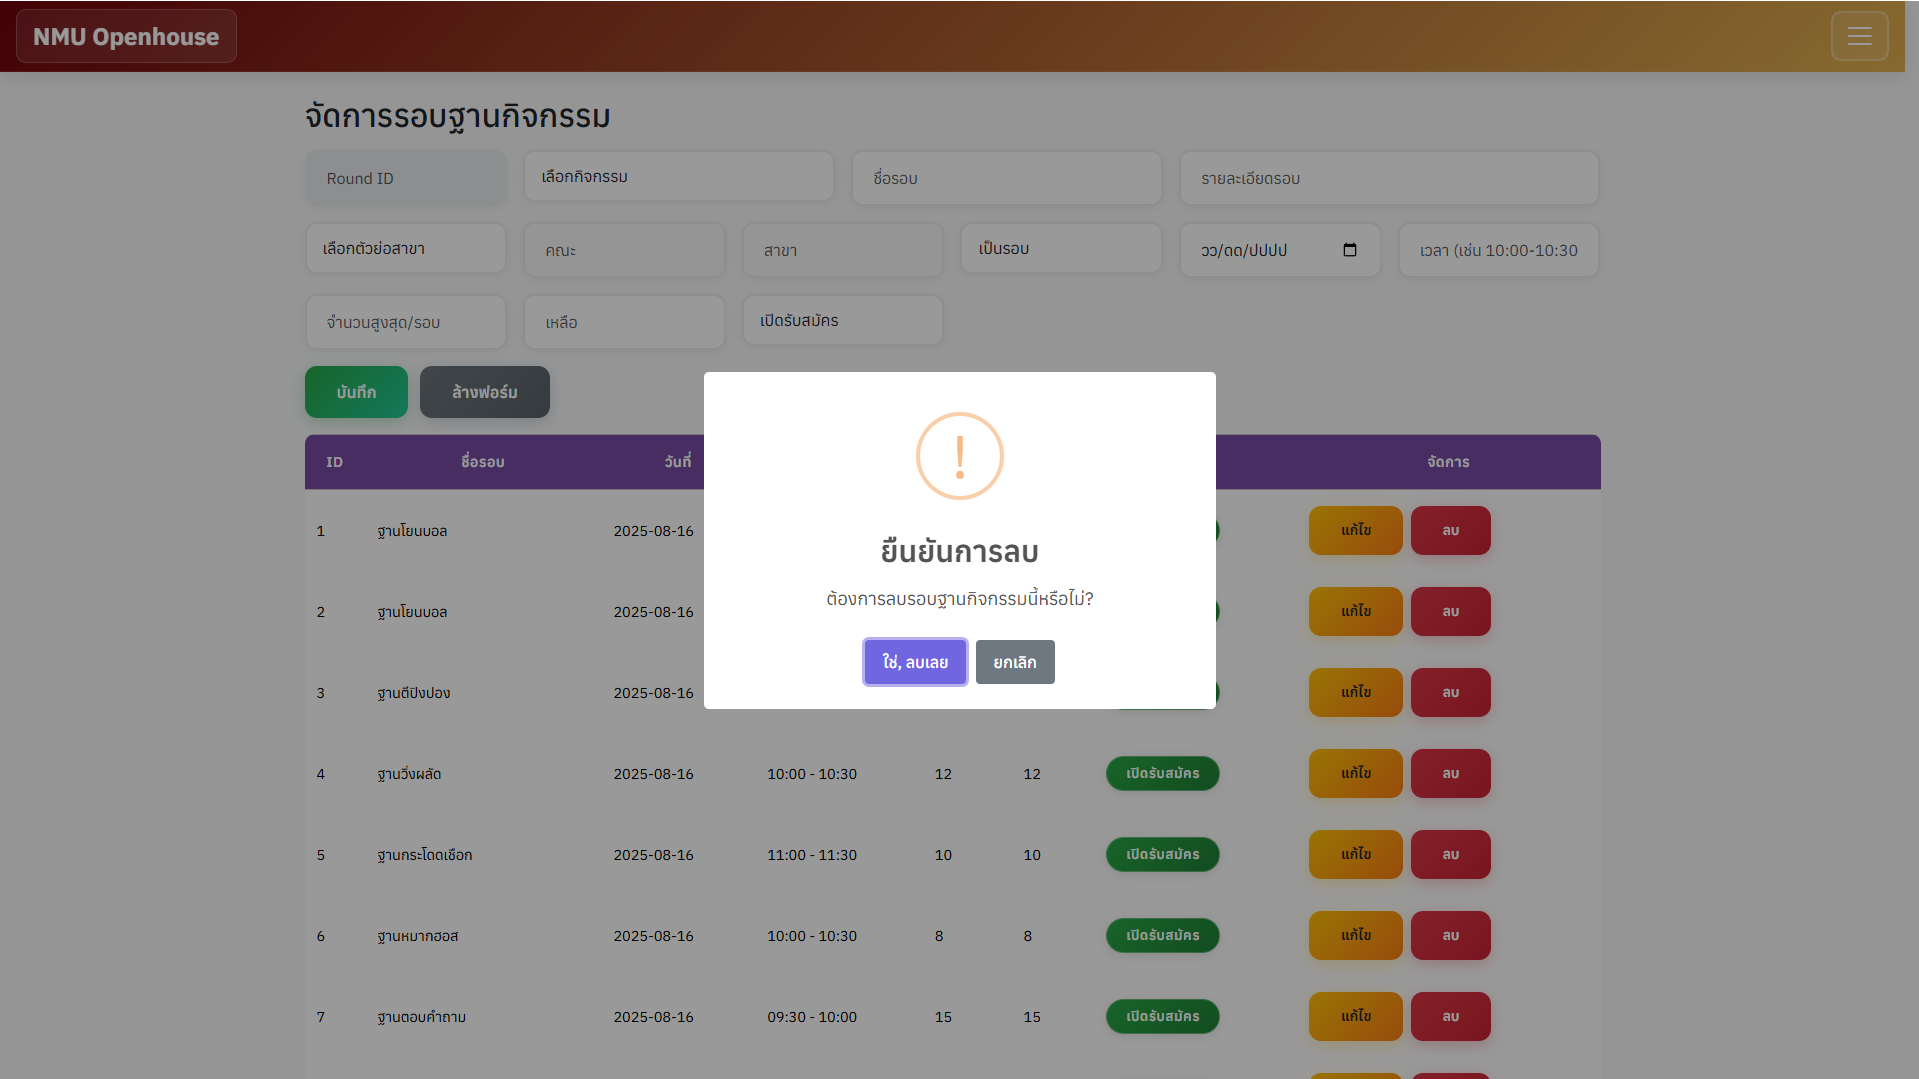 NMU Openhouse
จัดการรอบฐานกิจกรรม
Round ID เลือกกิจกรรม ชื่อรอบ รายละเอียดรอบ
เลือกตัวย่อสาขา คณะ สาขา เป็นรอบ วว/ดด/ปปปป เวลา (เช่น 10:00-10:30
จำนวนสูงสุด/รอบ เหลือ เปิดรับสมัคร
บันทึก ล้างฟอร์ม
ID ชื่อรอบ วันที่ จัดการ
1 ฐานโยนบอล 2025-08-16 แก้ไข ลบ
2 ฐานโยนบอล 2025-08-16 แก้ไข ลบ
3 ฐานตีปิงปอง 2025-08-16 แก้ไข ลบ
4 ฐานวิ่งผลัด 2025-08-16 10:00 - 10:30 12 12 เปิดรับสมัคร แก้ไข ลบ
5 ฐานกระโดดเชือก 2025-08-16 11:00 - 11:30 10 10 เปิดรับสมัคร แก้ไข ลบ
6 ฐานหมากฮอส 2025-08-16 10:00 - 10:30 8 8 เปิดรับสมัคร แก้ไข ลบ
7 ฐานตอบคำถาม 2025-08-16 09:30 - 10:00 15 15 เปิดรับสมัคร แก้ไข ลบ
!
ยืนยันการลบ
ต้องการลบรอบฐานกิจกรรมนี้หรือไม่?
ใช่, ลบเลย ยกเลิก